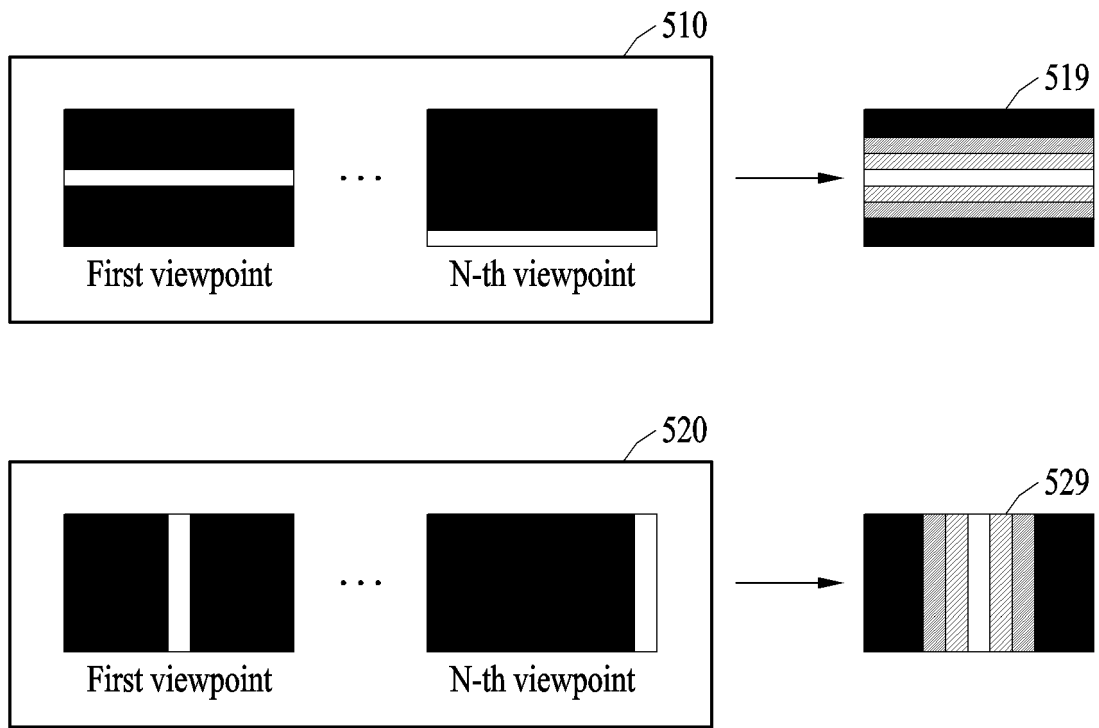 510
519
. . .
First viewpoint N-th viewpoint
520
529
. . .
First viewpoint N-th viewpoint